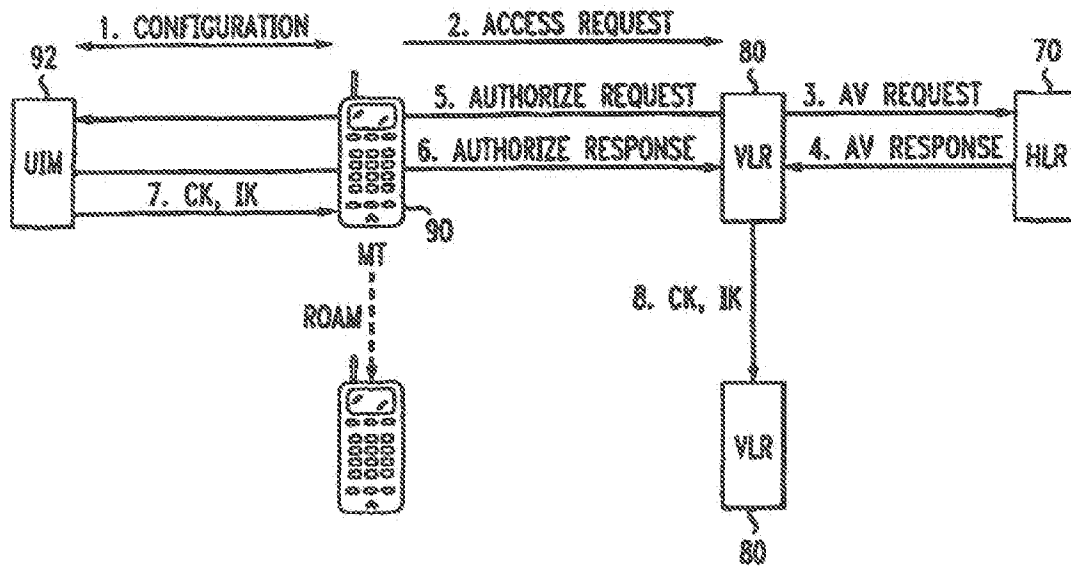 1. CONFIGURATION
2. ACCESS REQUEST
92
80
70
5. AUTHORIZE REQUEST
3. AV REQUEST
UIM
6. AUTHORIZE RESPONSE
VLR
4. AV RESPONSE
HLR
7. CK, IK
90
MT
8. CK, IK
ROAM
VLR
80